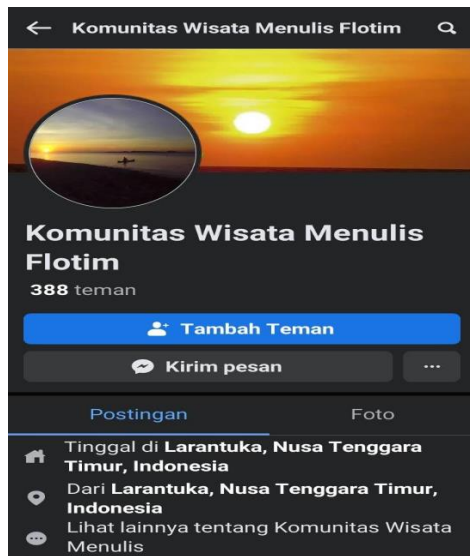 Komunitas Wisata Menulis Flotim
Komunitas Wisata Menulis
Flotim
388 teman
Tambah Teman
Kirim pesan
Postingan
Foto
Tinggal di Larantuka, Nusa Tenggara
Timur, Indonesia
Dari Larantuka, Nusa Tenggara Timur,
Indonesia
Lihat lainnya tentang Komunitas Wisata
Menulis